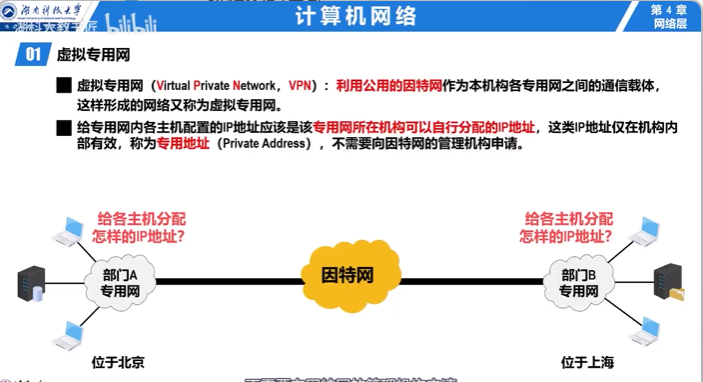 湖南科技大学
计算机网络
第 4 章
网络层
bilibili
01 虚拟专用网
虚拟专用网（Virtual Private Network，VPN）：利用公用的因特网作为本机构各专用网之间的通信载体，
这样形成的网络又称为虚拟专用网。
给专用网内各主机配置的IP地址应该是该专用网所在机构可以自行分配的IP地址，这类IP地址仅在机构内
部有效，称为专用地址（Private Address），不需要向因特网的管理机构申请。
给各主机分配
怎样的IP地址？
给各主机分配
怎样的IP地址？
部门A
专用网
因特网
部门B
专用网
位于北京
位于上海